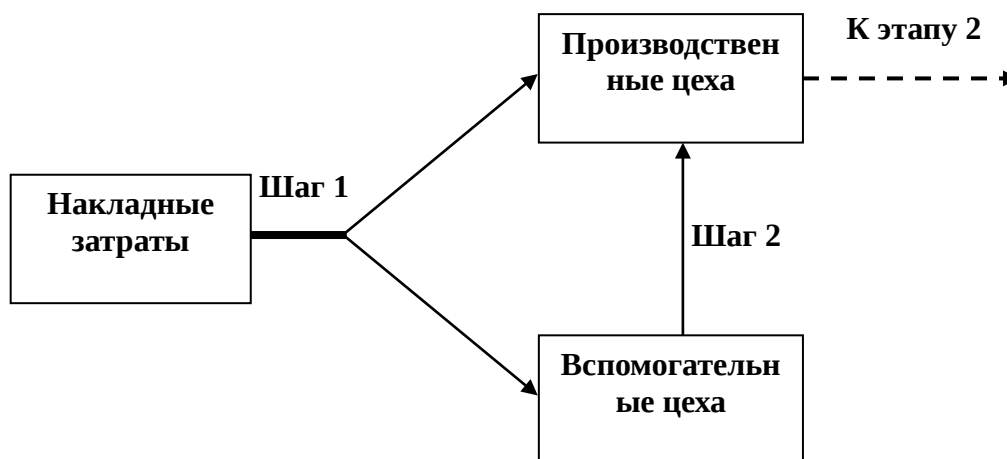 Накладные
затраты
Шаг 1
Производствен
ные цеха
К этапу 2
Шаг 2
Вспомогательн
ые цеха